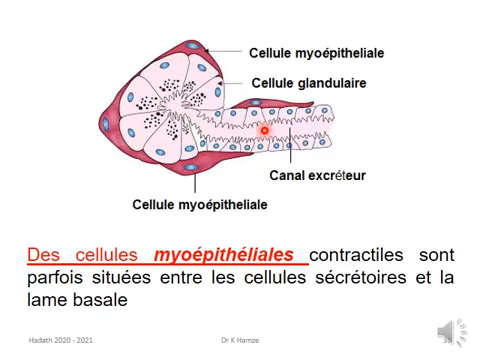 Cellule myoépitheliale
Cellule glandulaire
Canal excréteur
Cellule myoépitheliale
Des cellules myoépithéliales contractiles sont
parfois situées entre les cellules sécrétoires et la
lame basale
Hadath 2020 - 2021
Dr K Hamze